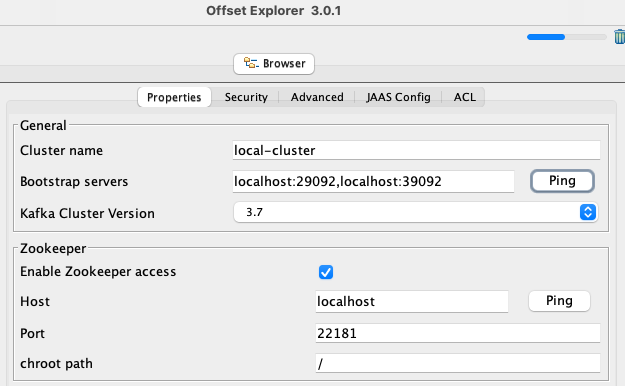 Offset Explorer 3.0.1
Browser
Properties Security Advanced JAAS Config ACL
General
Cluster name local-cluster
Bootstrap servers localhost:29092,localhost:39092 Ping
Kafka Cluster Version 3.7
Zookeeper
Enable Zookeeper access
Host localhost Ping
Port 22181
chroot path /